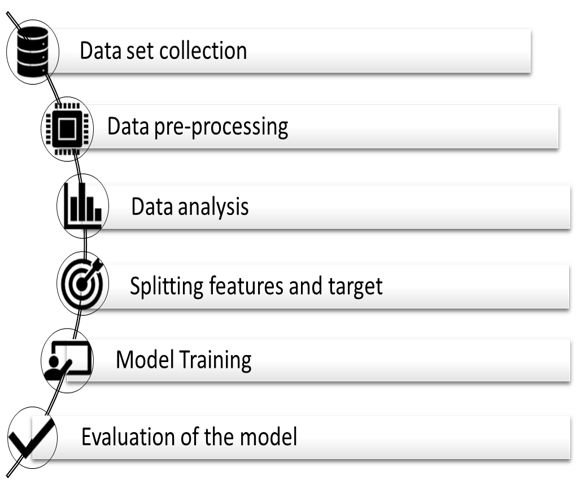 Data set collection
Data pre-processing
Data analysis
Splitting features and target
Model Training
Evaluation of the model